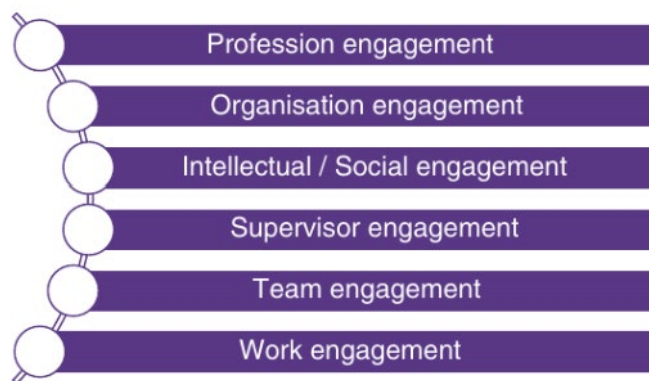 Profession engagement
Organisation engagement
Intellectual / Social engagement
Supervisor engagement
Team engagement
Work engagement